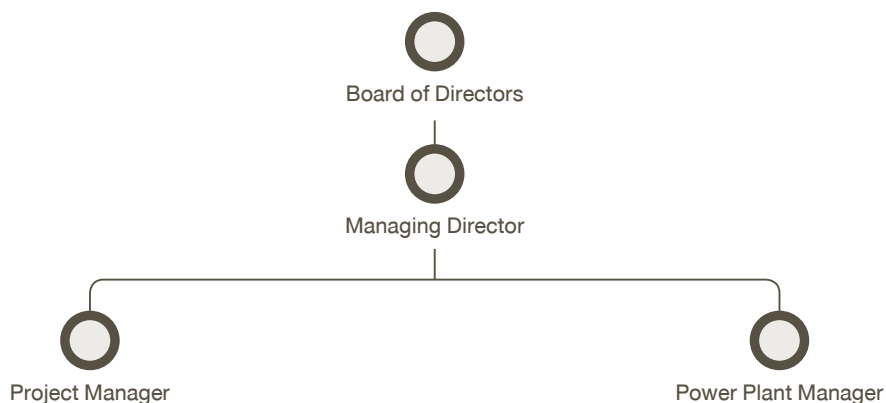 Board of Directors
Managing Director
Project Manager
Power Plant Manager